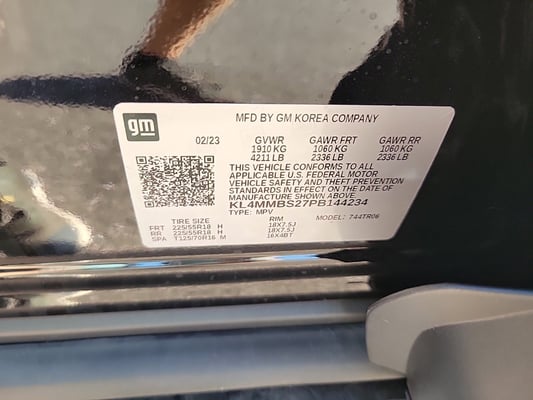 gm
MFD BY GM KOREA COMPANY
02/23 GVWR GAWR FRT GAWR RR
1910 KG 1060 KG 1060 KG
4211 LB 2336 LB 2336 LB
THIS VEHICLE CONFORMS TO ALL
APPLICABLE U.S. FEDERAL MOTOR
VEHICLE SAFETY AND THEFT PREVENTION
STANDARDS IN EFFECT ON THE DATE OF
MANUFACTURE SHOWN ABOVE.
KL4MMBS27PB144234
TYPE: MPV MODEL: 744TR06
TIRE SIZE RIM
FRT 225/55R18 H 18X7.5J
RR 225/55R18 H 18X7.5J
SPA T125/70R16 M 16X4BT